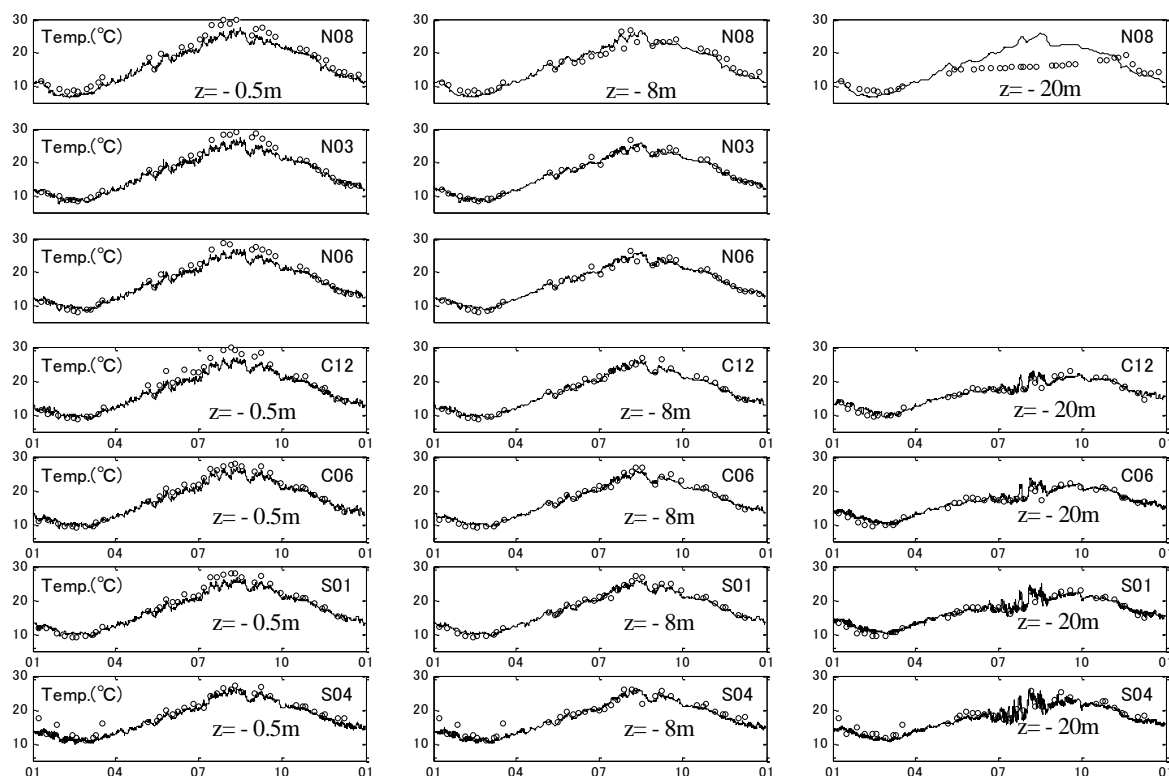 30 Temp.(℃) N08 30 N08 30 N08
20 20 20
10 z= - 0.5m 10 z= - 8m 10 z= - 20m
30 Temp.(℃) N03 30 N03
20 20
10 10
30 Temp.(℃) N06 30 N06
20 20
10 10
30 Temp.(℃) C12 30 C12 30 C12
20 20 20
10 z= - 0.5m 10 z= - 8m 10 z= - 20m
01 04 07 10 01 01 04 07 10 01 01 04 07 10 01
30 Temp.(℃) C06 30 C06 30 C06
20 20 20
10 z= - 0.5m 10 z= - 8m 10 z= - 20m
01 04 07 10 01 01 04 07 10 01 01 04 07 10 01
30 Temp.(℃) S01 30 S01 30 S01
20 20 20
10 z= - 0.5m 10 z= - 8m 10 z= - 20m
01 04 07 10 01 01 04 07 10 01 01 04 07 10 01
30 Temp.(℃) S04 30 S04 30 S04
20 20 20
10 z= - 0.5m 10 z= - 8m 10 z= - 20m
01 04 07 10 01 01 04 07 10 01 01 04 07 10 01